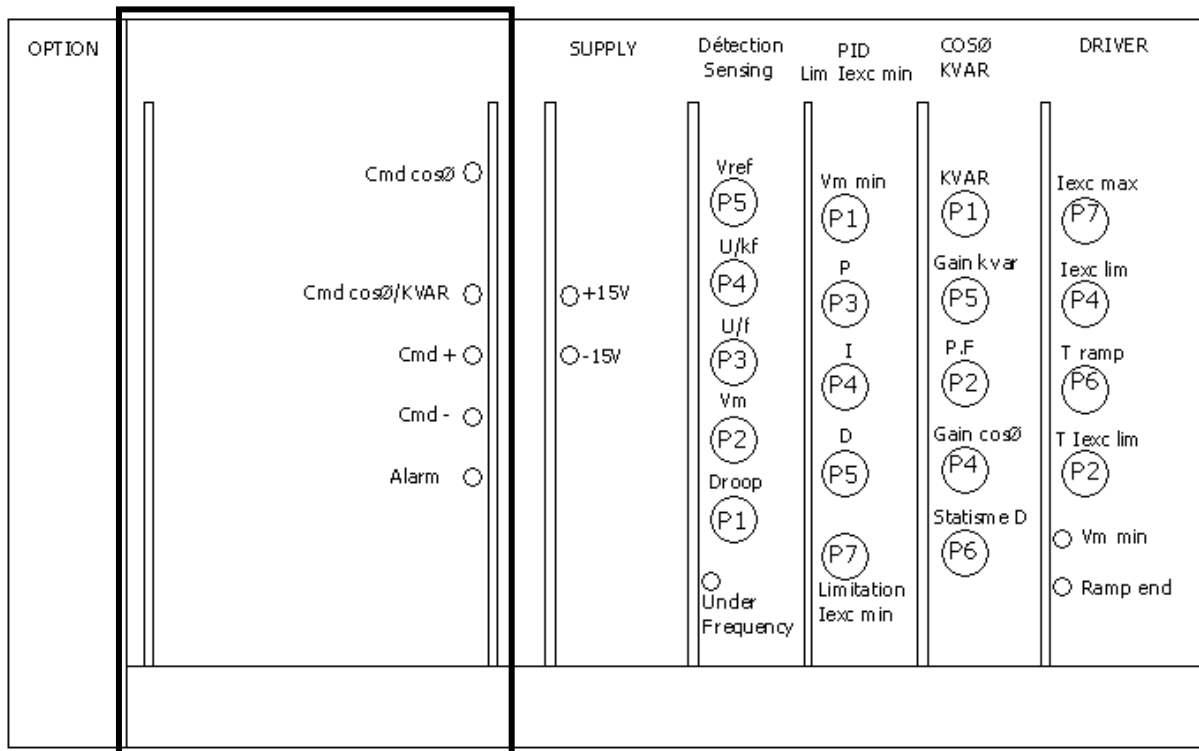 OPTION
Cmd cosØ
Cmd cosØ/KVAR
Cmd +
Cmd -
Alarm
SUPPLY
+15V
-15V
Détection
Sensing
Vref
P5
U/kf
P4
U/f
P3
Vm
P2
Droop
P1
Under
Frequency
PID
Lim Iexc min
Vm min
P1
P
P3
I
P4
D
P5
P7
Limitation
Iexc min
COSØ
KVAR
KVAR
P1
Gain kvar
P5
P.F
P2
Gain cosØ
P4
Statisme D
P6
DRIVER
Iexc max
P7
Iexc lim
P4
T ramp
P6
T Iexc lim
P2
Vm min
Ramp end